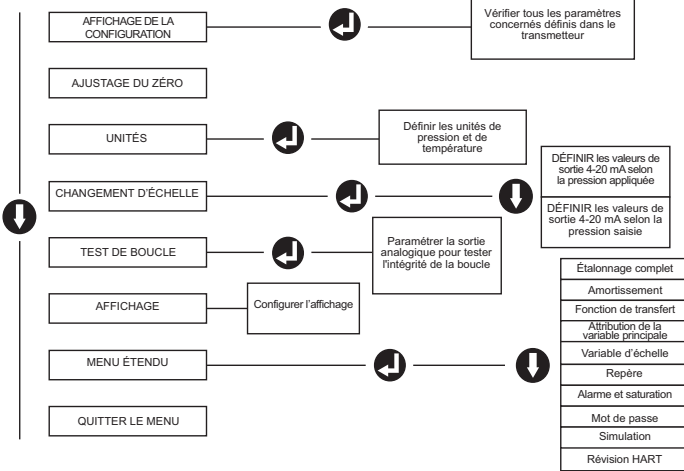 AFFICHAGE DE LA
CONFIGURATION
Vérifier tous les paramètres
concernés définis dans le
transmetteur
AJUSTAGE DU ZÉRO
UNITÉS
Définir les unités de
pression et de
température
CHANGEMENT D'ÉCHELLE
DÉFINIR les valeurs de
sortie 4-20 mA selon
la pression appliquée
DÉFINIR les valeurs de
sortie 4-20 mA selon la
pression saisie
TEST DE BOUCLE
Paramétrer la sortie
analogique pour tester
l'intégrité de la boucle
AFFICHAGE
Configurer l’affichage
MENU ÉTENDU
Étalonnage complet
Amortissement
Fonction de transfert
Attribution de la
variable principale
Variable d’échelle
Repère
Alarme et saturation
Mot de passe
Simulation
Révision HART
QUITTER LE MENU